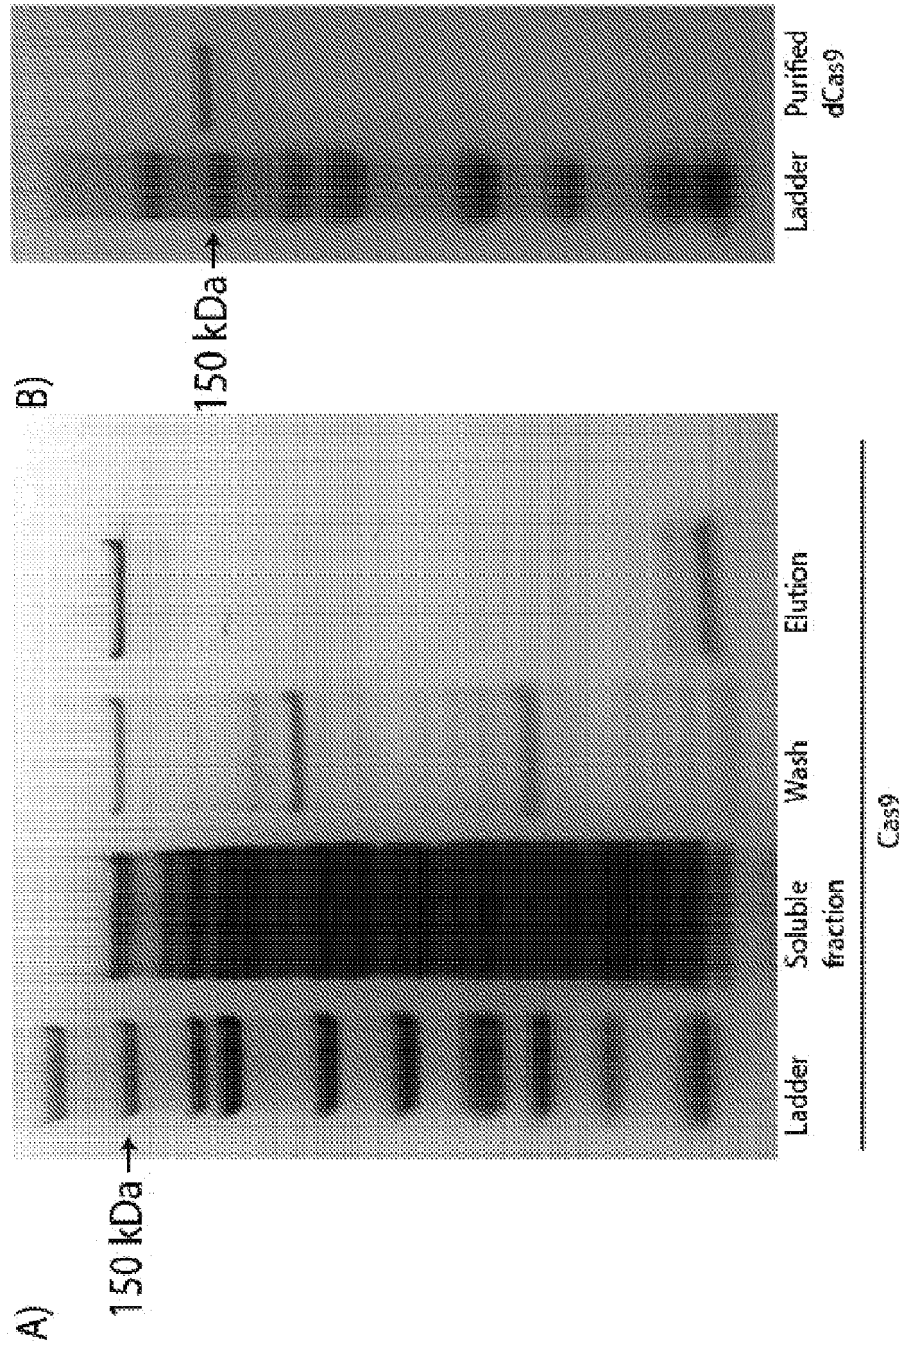 A)
150 kDa →
Ladder
Soluble
fraction
Wash
Elution
Cas9
B)
150 kDa →
Ladder
Purified
dCas9